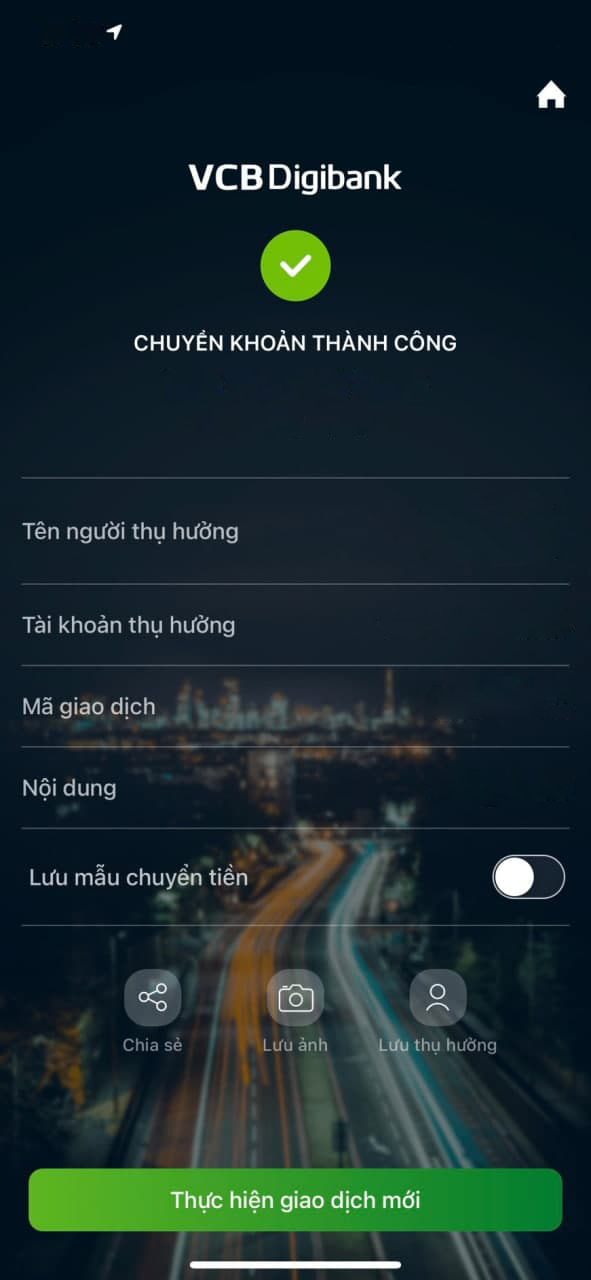 VCB Digibank
CHUYỂN KHOẢN THÀNH CÔNG
Tên người thụ hưởng
Tài khoản thụ hưởng
Mã giao dịch
Nội dung
Lưu mẫu chuyển tiền
Chia sẻ
Lưu ảnh
Lưu thụ hưởng
Thực hiện giao dịch mới